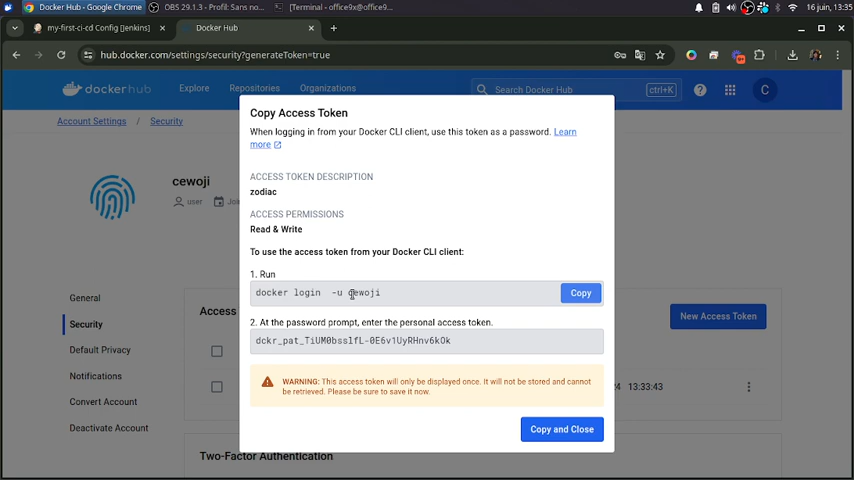 Docker Hub - Google Chrome
OBS 29.1.3 - Profil: Sans no...
[Terminal - office9x@office9...
16 juin, 13:35
my-first-ci-cd Config [Jenkins]
Docker Hub
hub.docker.com/settings/security?generateToken=true
dockerhub
Explore
Repositories
Organizations
Search Docker Hub
ctrl+K
C
Account Settings / Security
cewoji
user
Joi
General
Security
Default Privacy
Notifications
Convert Account
Deactivate Account
Access
New Access Token
24 13:33:43
Two-Factor Authentication
Copy Access Token
When logging in from your Docker CLI client, use this token as a password. Learn
more
ACCESS TOKEN DESCRIPTION
zodiac
ACCESS PERMISSIONS
Read & Write
To use the access token from your Docker CLI client:
1. Run
docker login -u cewoji
Copy
2. At the password prompt, enter the personal access token.
dckr_pat_TiUM0bsslfL-0E6v1UyRHnv6kOk
WARNING: This access token will only be displayed once. It will not be stored and cannot
be retrieved. Please be sure to save it now.
Copy and Close